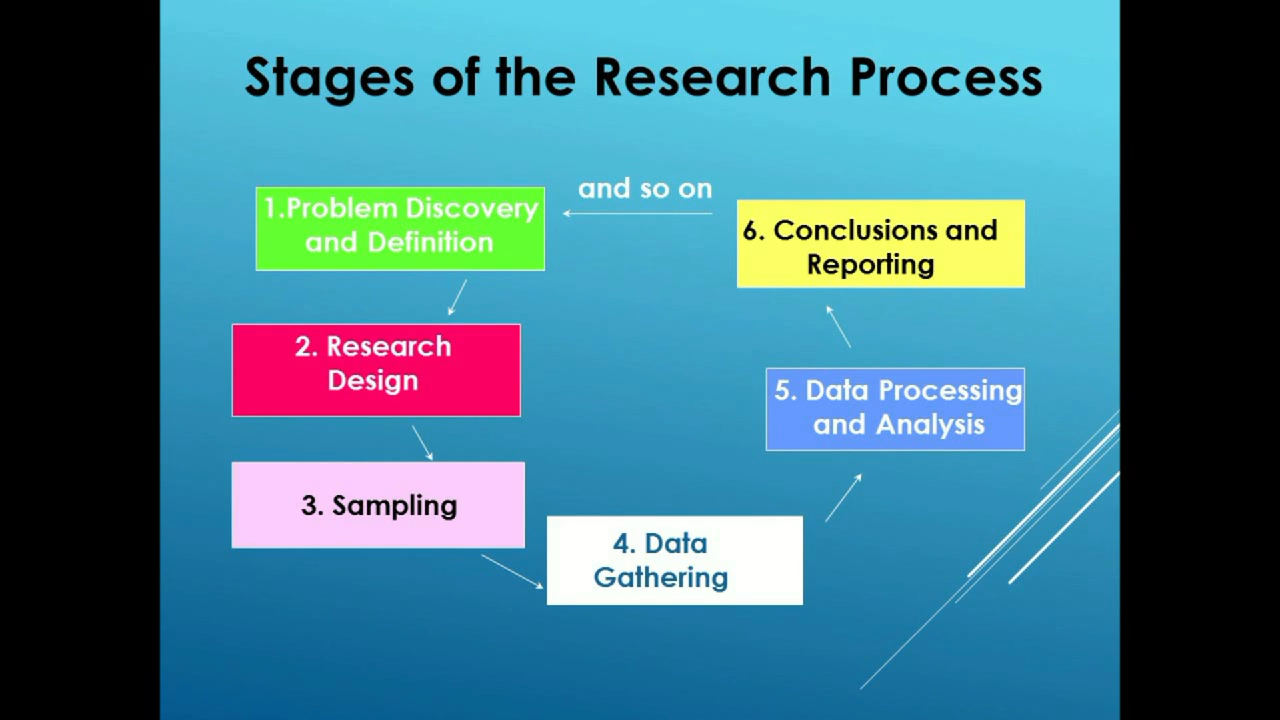 Stages of the Research Process
1.Problem Discovery
and Definition
2. Research
Design
3. Sampling
4. Data
Gathering
5. Data Processing
and Analysis
6. Conclusions and
Reporting
and so on